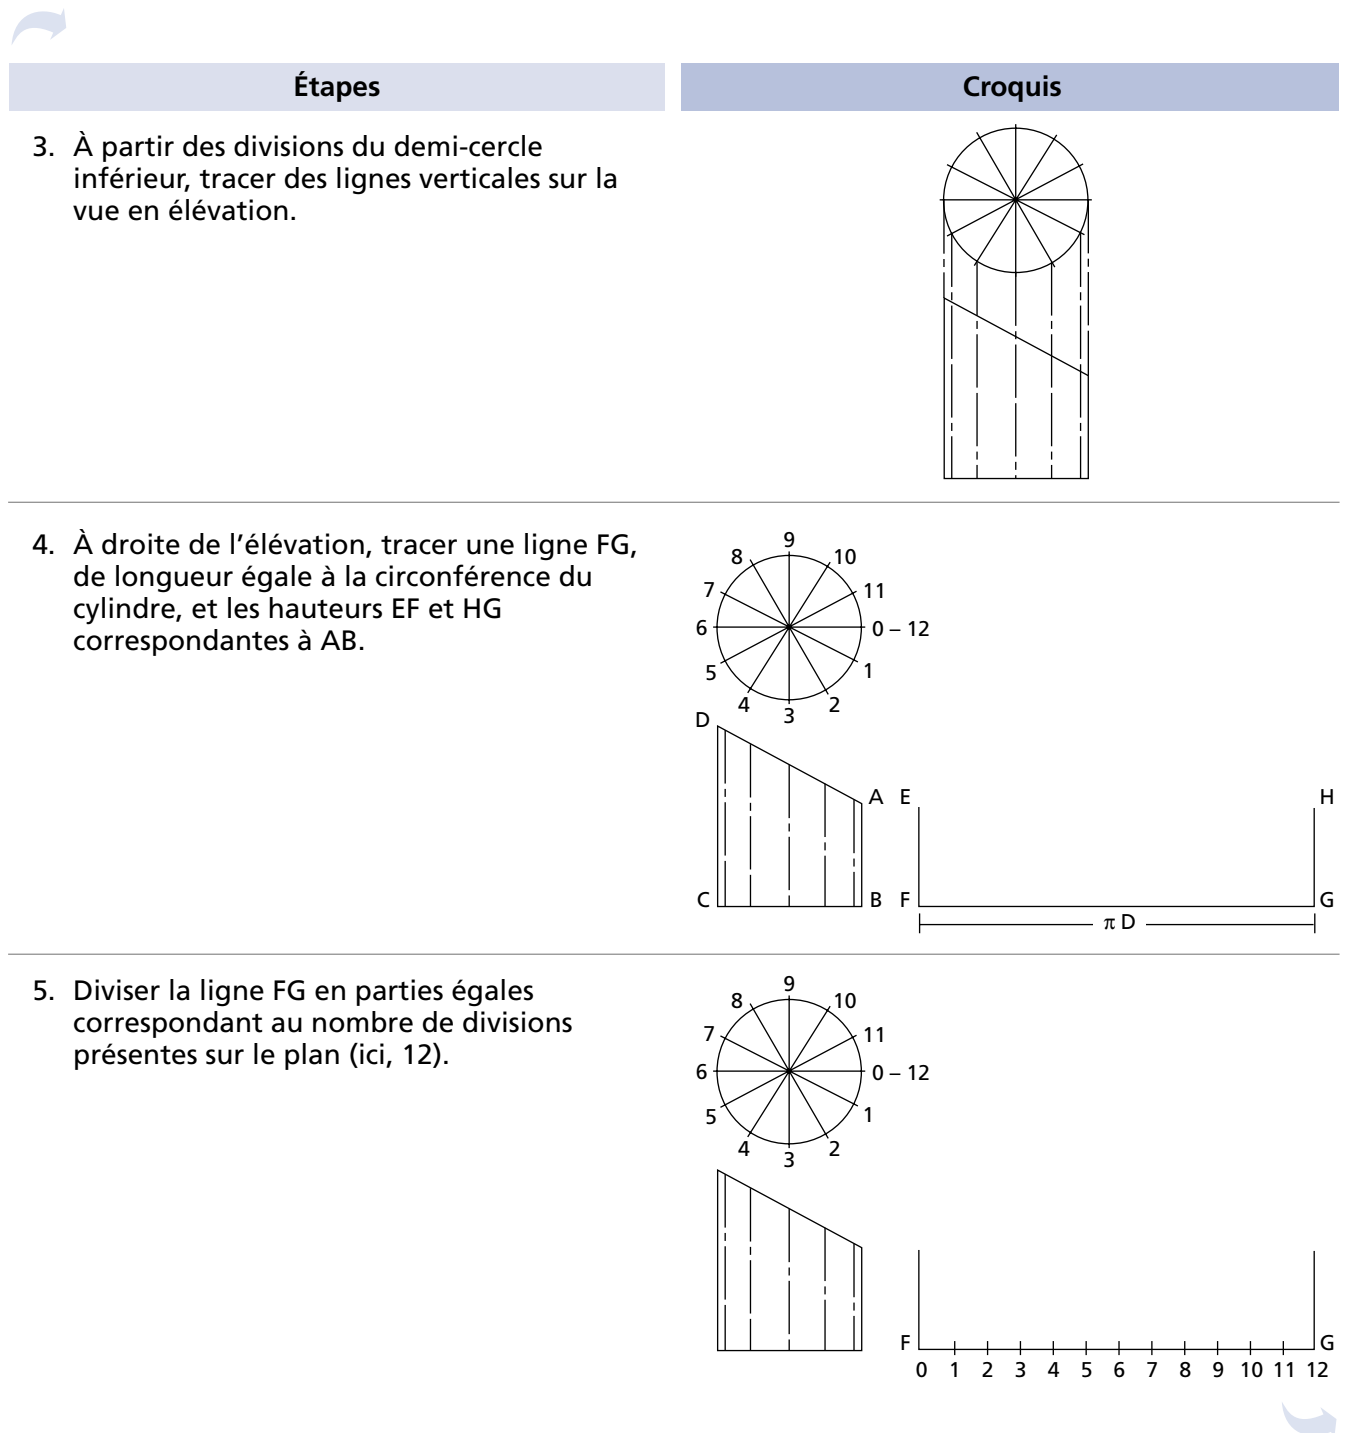 Étapes
Croquis
3. À partir des divisions du demi-cercle
inférieur, tracer des lignes verticales sur la
vue en élévation.
4. À droite de l’élévation, tracer une ligne FG,
de longueur égale à la circonférence du
cylindre, et les hauteurs EF et HG
correspondantes à AB.
9
8 10
7 11
6 0 – 12
5 1
4 2
3
D
A E H
C B F G
π D
5. Diviser la ligne FG en parties égales
correspondant au nombre de divisions
présentes sur le plan (ici, 12).
9
8 10
7 11
6 0 – 12
5 1
4 2
3
F G
0 1 2 3 4 5 6 7 8 9 10 11 12